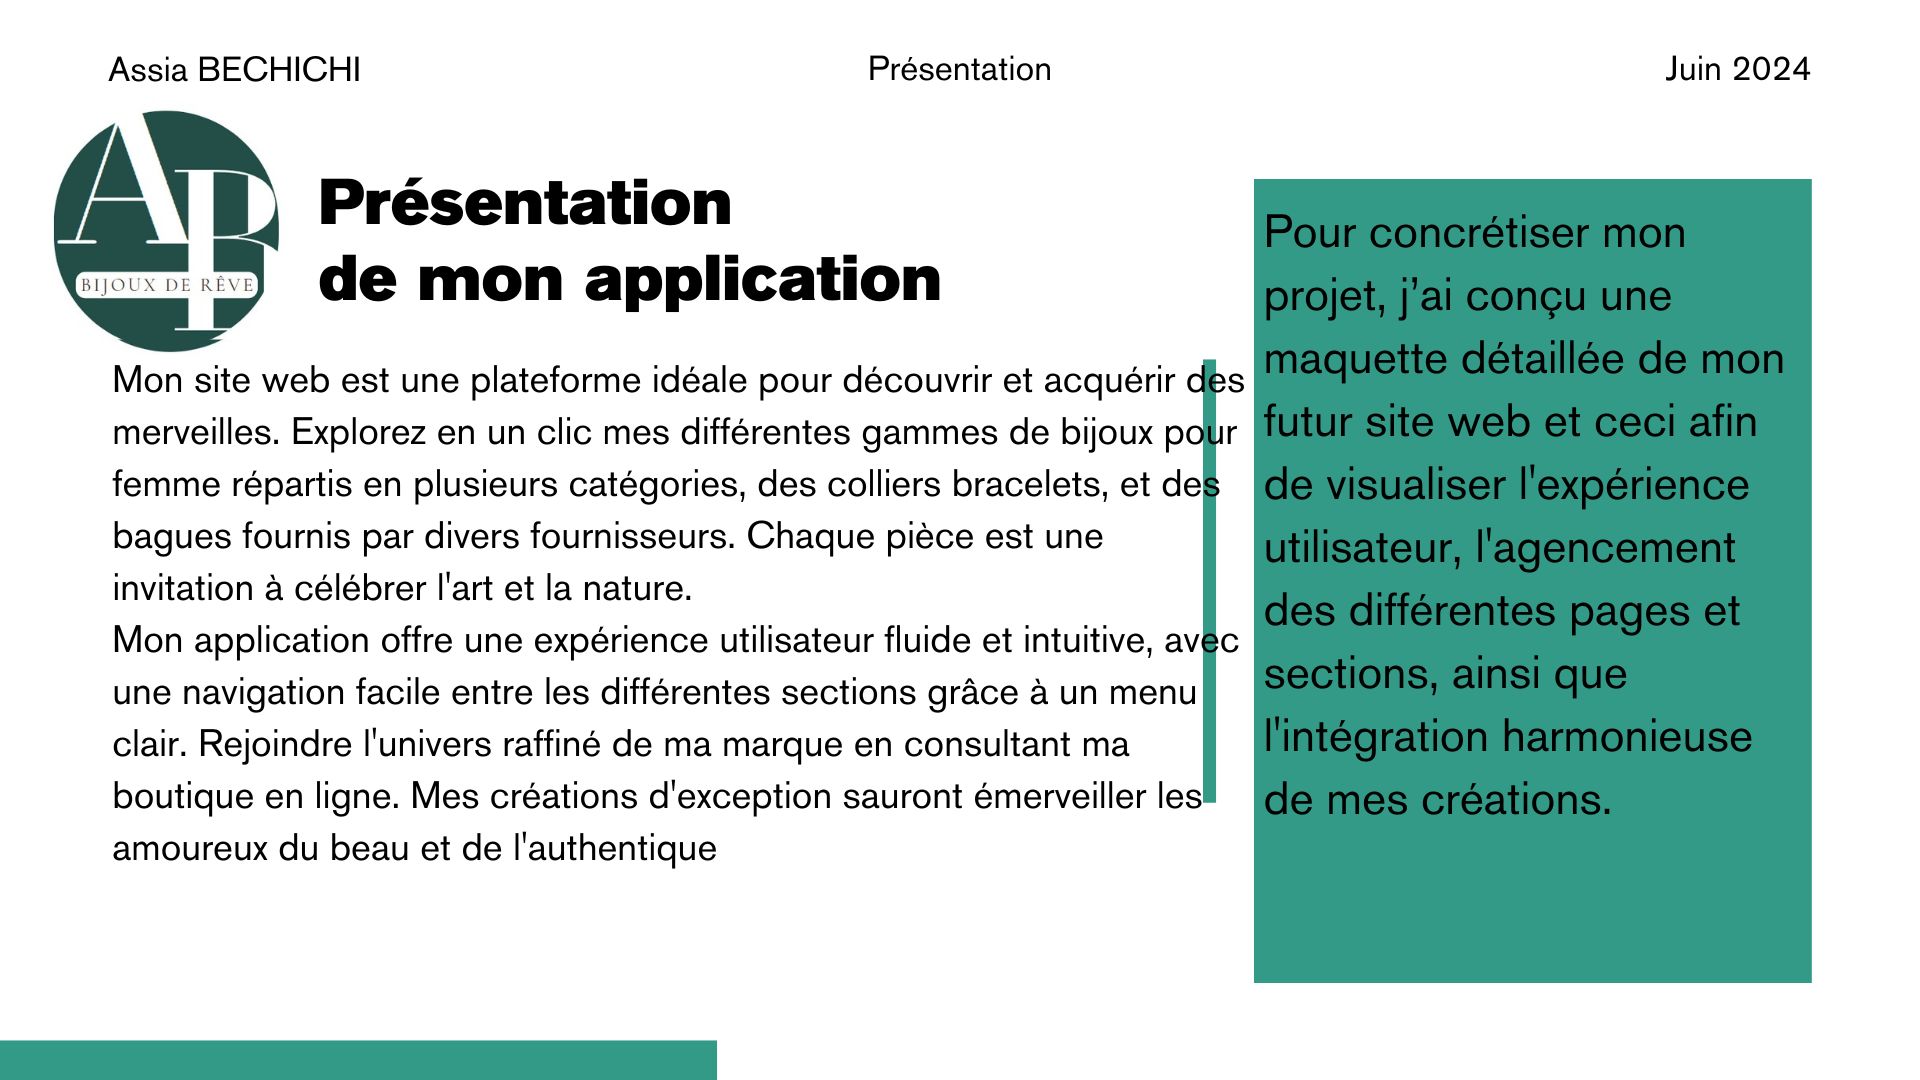 Assia BECHICHI
Présentation
Juin 2024
AB
BIJOUX DE RÊVE
Présentation
de mon application
Mon site web est une plateforme idéale pour découvrir et acquérir des
merveilles. Explorez en un clic mes différentes gammes de bijoux pour
femme répartis en plusieurs catégories, des colliers bracelets, et des
bagues fournis par divers fournisseurs. Chaque pièce est une
invitation à célébrer l'art et la nature.
Mon application offre une expérience utilisateur fluide et intuitive, avec
une navigation facile entre les différentes sections grâce à un menu
clair. Rejoindre l'univers raffiné de ma marque en consultant ma
boutique en ligne. Mes créations d'exception sauront émerveiller les
amoureux du beau et de l'authentique
Pour concrétiser mon
projet, j’ai conçu une
maquette détaillée de mon
futur site web et ceci afin
de visualiser l'expérience
utilisateur, l'agencement
des différentes pages et
sections, ainsi que
l'intégration harmonieuse
de mes créations.